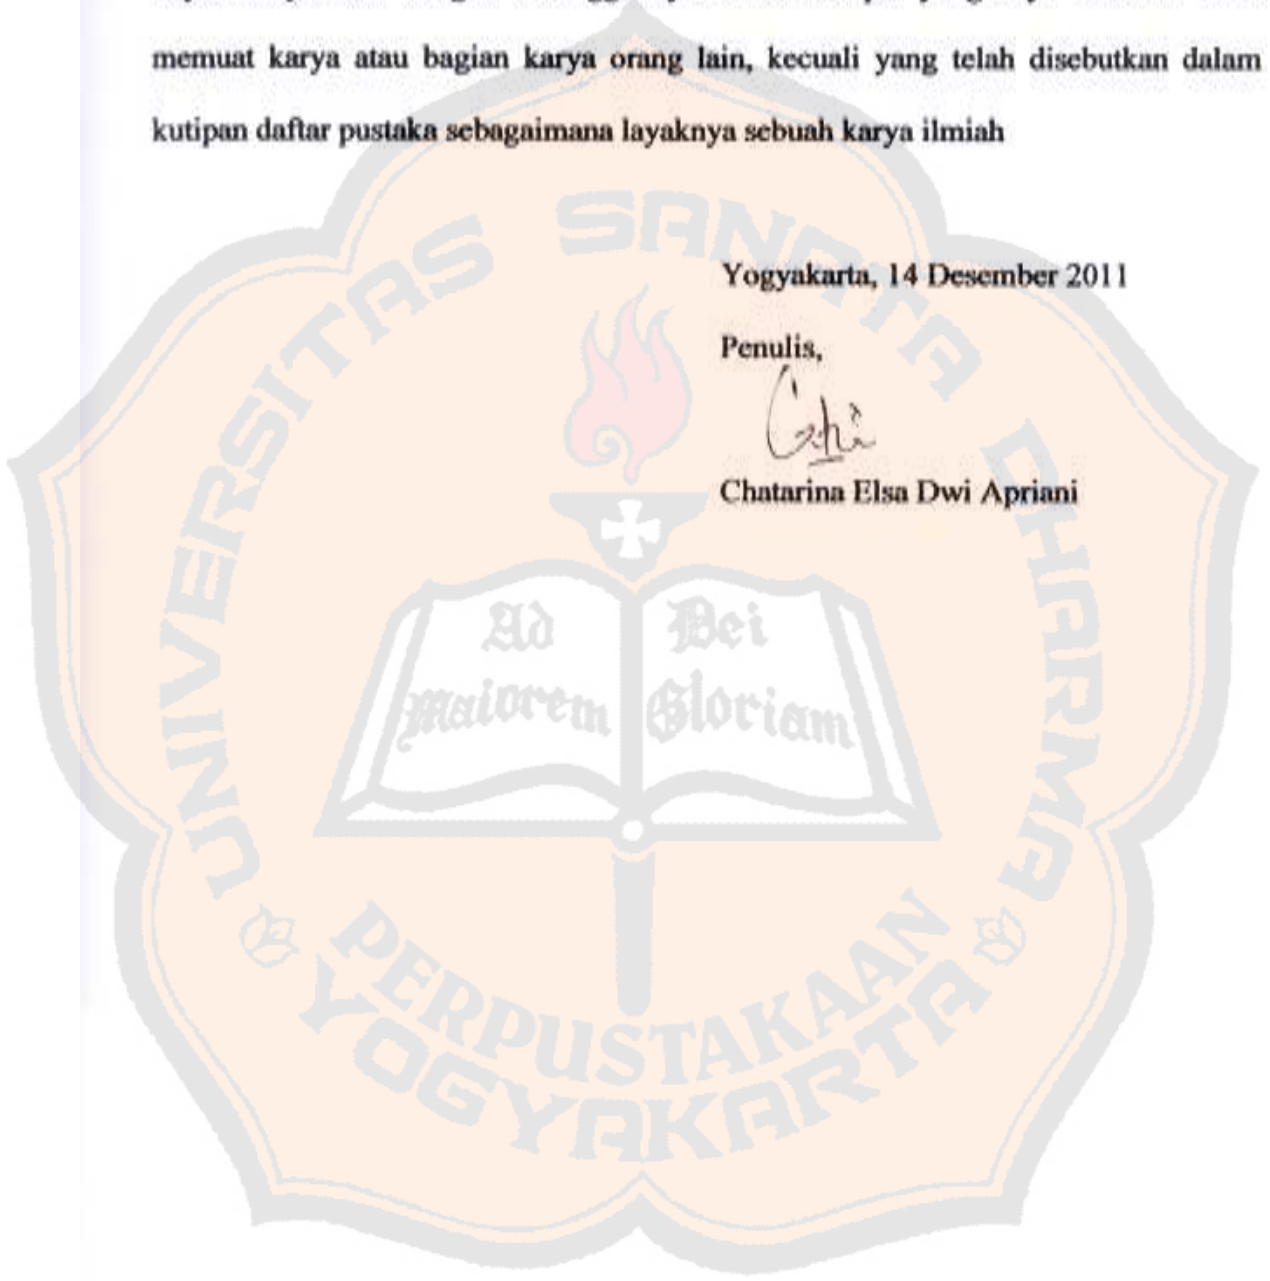 memuat karya atau bagian karya orang lain, kecuali yang telah disebutkan dalam
kutipan daftar pustaka sebagaimana layaknya sebuah karya ilmiah
Yogyakarta, 14 Desember 2011
Penulis,
Chatarina Elsa Dwi Apriani
UNIVERSITAS SANATA DHARMA
Ad
Maiorem
Dei
Gloriam
PERPUSTAKAAN
YOGYAKARTA